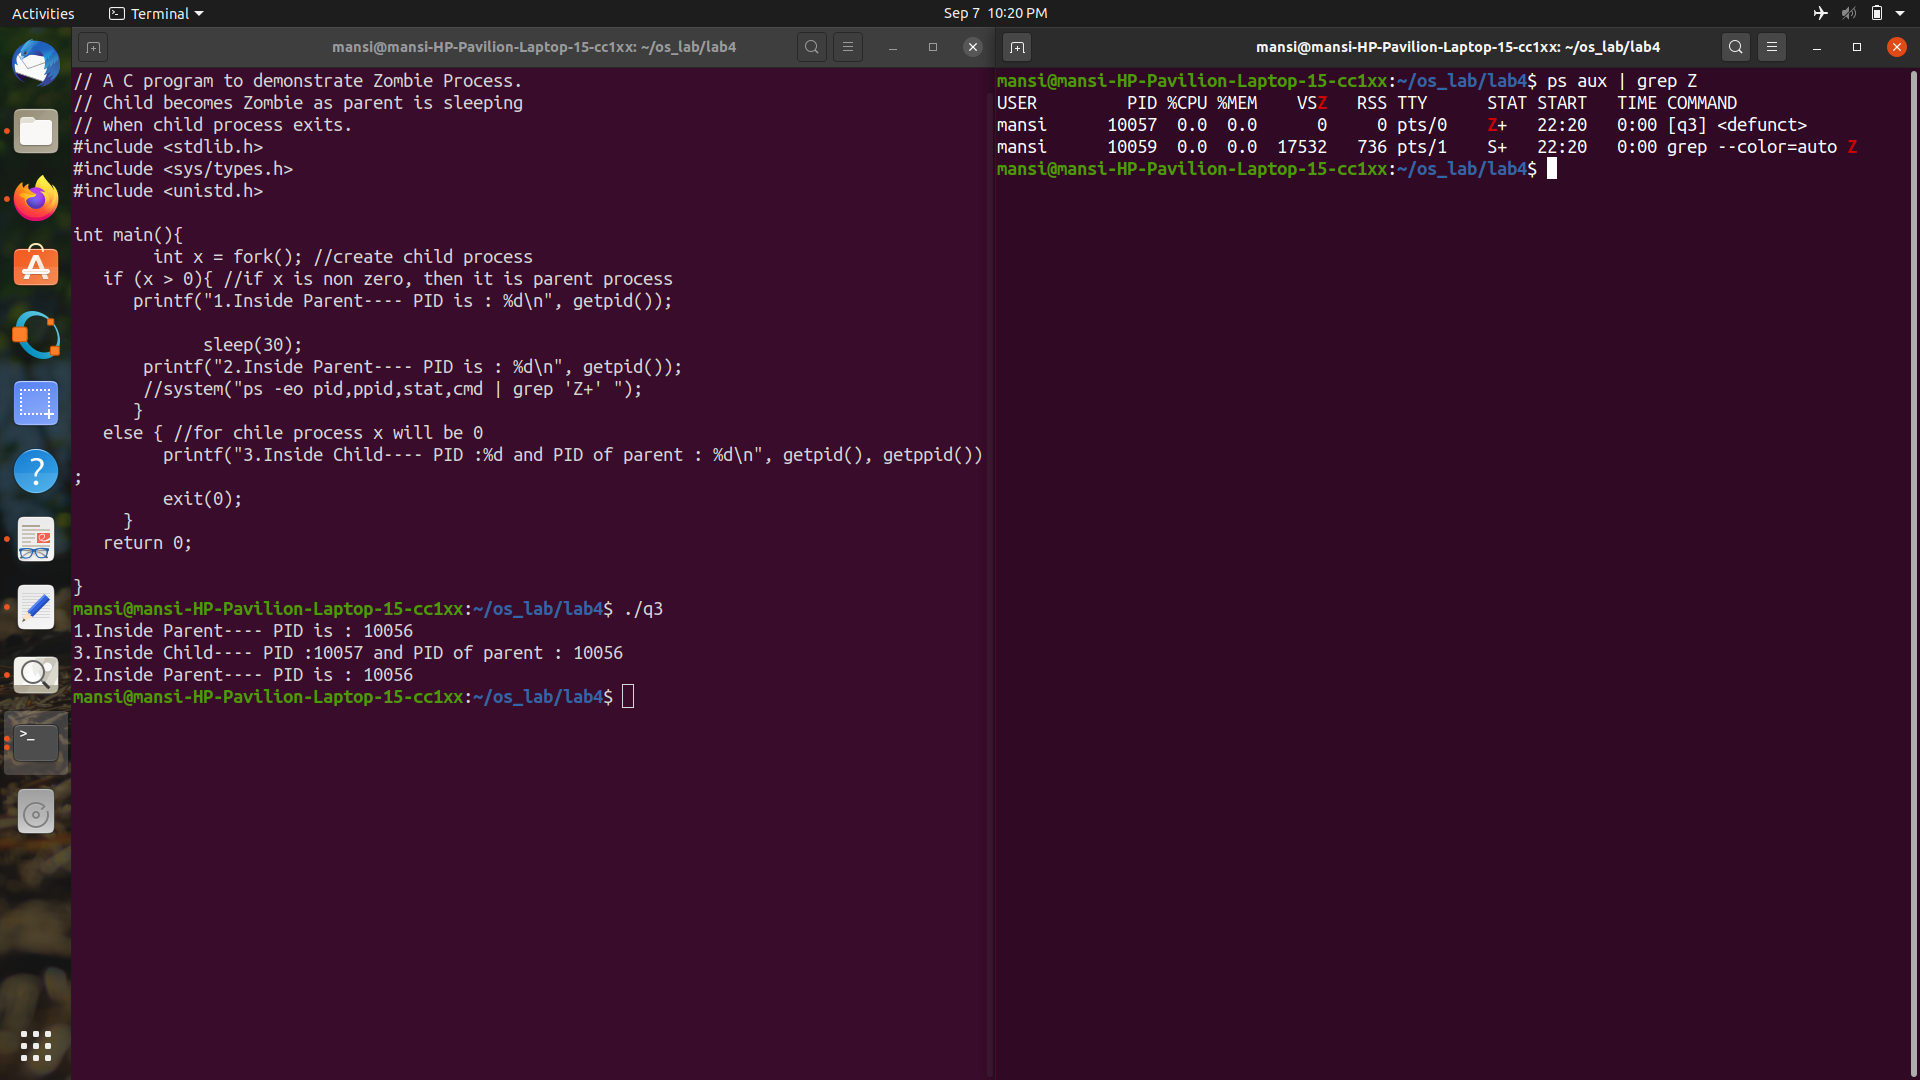 Activities
Terminal
Sep 7 10:20 PM
mansi@mansi-HP-Pavilion-Laptop-15-cc1xx: ~/os_lab/lab4
// A C program to demonstrate Zombie Process.
// Child becomes Zombie as parent is sleeping
// when child process exits.
#include <stdlib.h>
#include <sys/types.h>
#include <unistd.h>
int main(){
        int x = fork(); //create child process
   if (x > 0){ //if x is non zero, then it is parent process
      printf("1.Inside Parent---- PID is : %d\n", getpid());
             sleep(30);
       printf("2.Inside Parent---- PID is : %d\n", getpid());
       //system("ps -eo pid,ppid,stat,cmd | grep 'Z+' ");
      }
   else { //for chile process x will be 0
         printf("3.Inside Child---- PID :%d and PID of parent : %d\n", getpid(), getppid())
;
         exit(0);
     }
   return 0;
}
mansi@mansi-HP-Pavilion-Laptop-15-cc1xx:~/os_lab/lab4$ ./q3
1.Inside Parent---- PID is : 10056
3.Inside Child---- PID :10057 and PID of parent : 10056
2.Inside Parent---- PID is : 10056
mansi@mansi-HP-Pavilion-Laptop-15-cc1xx:~/os_lab/lab4$
mansi@mansi-HP-Pavilion-Laptop-15-cc1xx: ~/os_lab/lab4
mansi@mansi-HP-Pavilion-Laptop-15-cc1xx:~/os_lab/lab4$ ps aux | grep Z
USER         PID %CPU %MEM    VSZ   RSS TTY      STAT START   TIME COMMAND
mansi      10057  0.0  0.0      0     0 pts/0    Z+   22:20   0:00 [q3] <defunct>
mansi      10059  0.0  0.0  17532   736 pts/1    S+   22:20   0:00 grep --color=auto Z
mansi@mansi-HP-Pavilion-Laptop-15-cc1xx:~/os_lab/lab4$